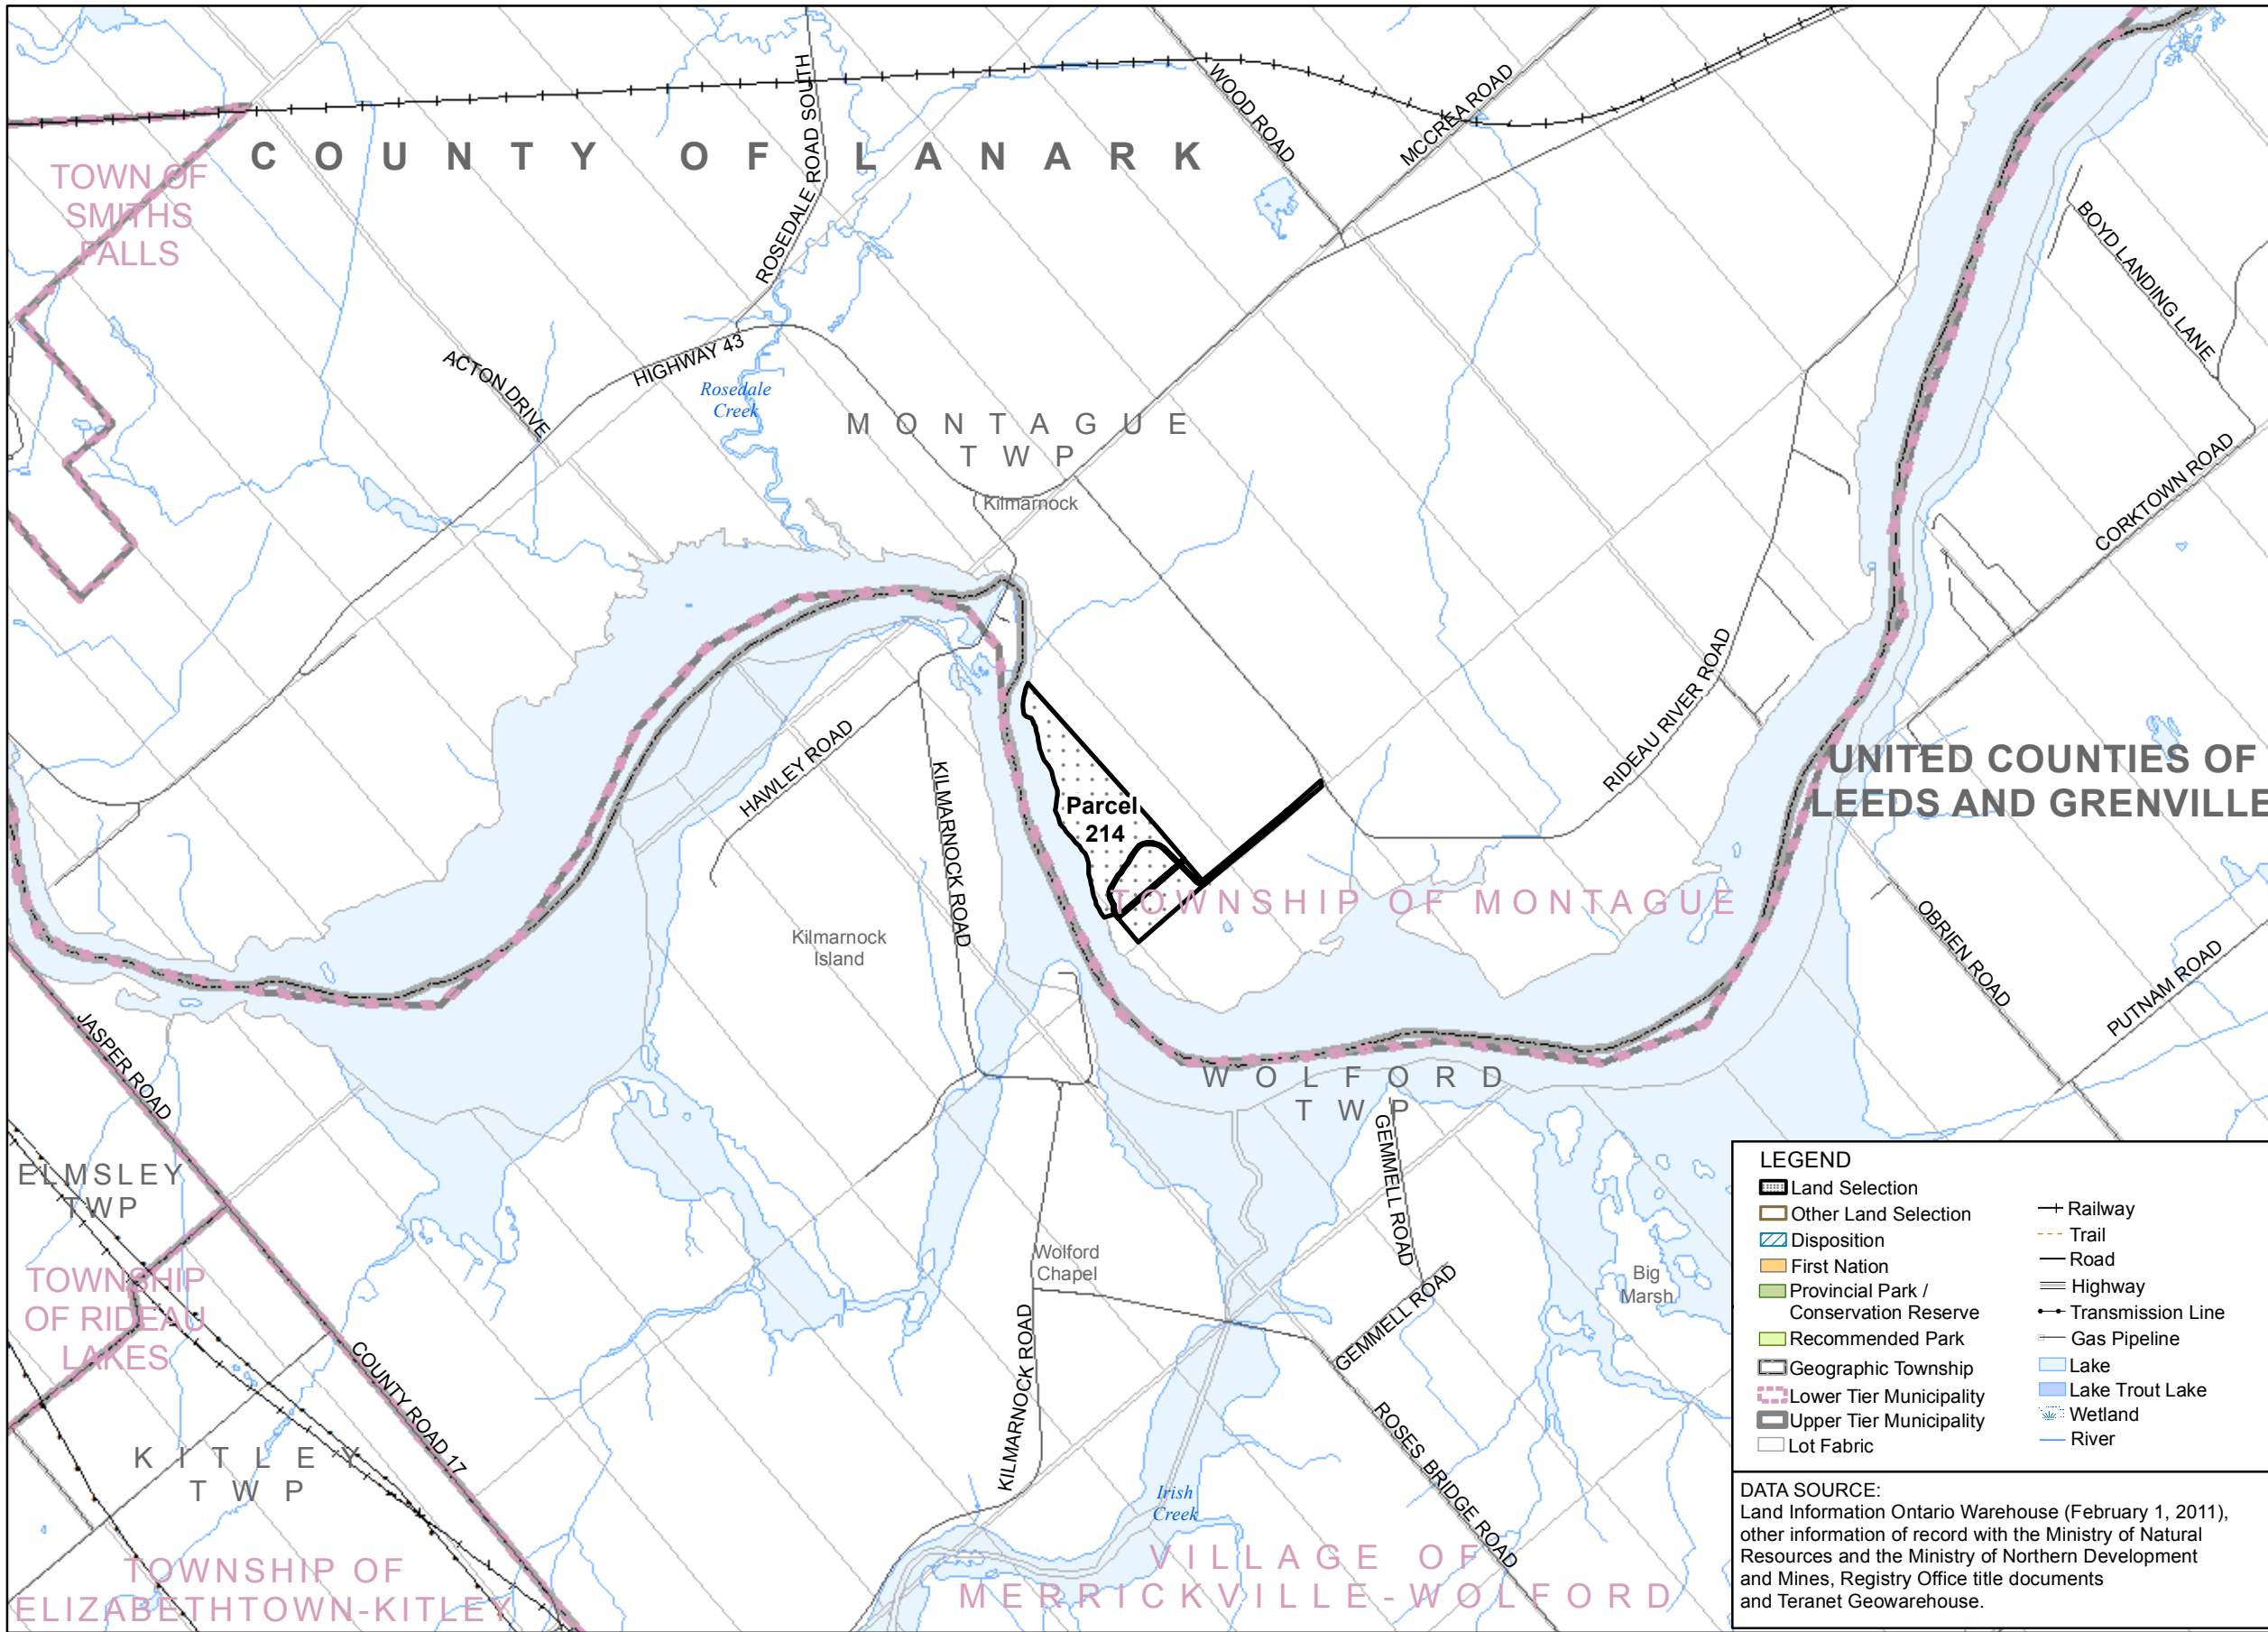 WOOD ROAD
MCCREA ROAD
ROSEDALE ROAD SOUTH
COUNTY OF LANARK
TOWN OF
SMITHS
FALLS
BOYD LANDING LANE
ACTON DRIVE
HIGHWAY 43
Rosedale
Creek
MONTAGUE
TWP
Kilmarnock
CORKTOWN ROAD
RIDEAU RIVER ROAD
HAWLEY ROAD
KILMARNOCK ROAD
Parcel
214
UNITED COUNTIES OF
LEEDS AND GRENVILLE
TOWNSHIP OF MONTAGUE
Kilmarnock
Island
OBRIEN ROAD
PUTNAM ROAD
JASPER ROAD
WOLFORD
TWP
GEMMELL ROAD
ELMSLEY
TWP
TOWNSHIP
OF RIDEAU
LAKES
Wolford
Chapel
Big
Marsh
GEMMELL ROAD
KILMARNOCK ROAD
COUNTY ROAD 17
KITLEY
TWP
ROSES BRIDGE ROAD
Irish
Creek
TOWNSHIP OF
ELIZABETHTOWN-KITLEY
VILLAGE OF
MERRICKVILLE-WOLFORD
LEGEND
Land Selection
Other Land Selection
Disposition
First Nation
Provincial Park /
Conservation Reserve
Recommended Park
Geographic Township
Lower Tier Municipality
Upper Tier Municipality
Lot Fabric
Railway
Trail
Road
Highway
Transmission Line
Gas Pipeline
Lake
Lake Trout Lake
Wetland
River
DATA SOURCE:
Land Information Ontario Warehouse (February 1, 2011),
other information of record with the Ministry of Natural
Resources and the Ministry of Northern Development
and Mines, Registry Office title documents
and Teranet Geowarehouse.